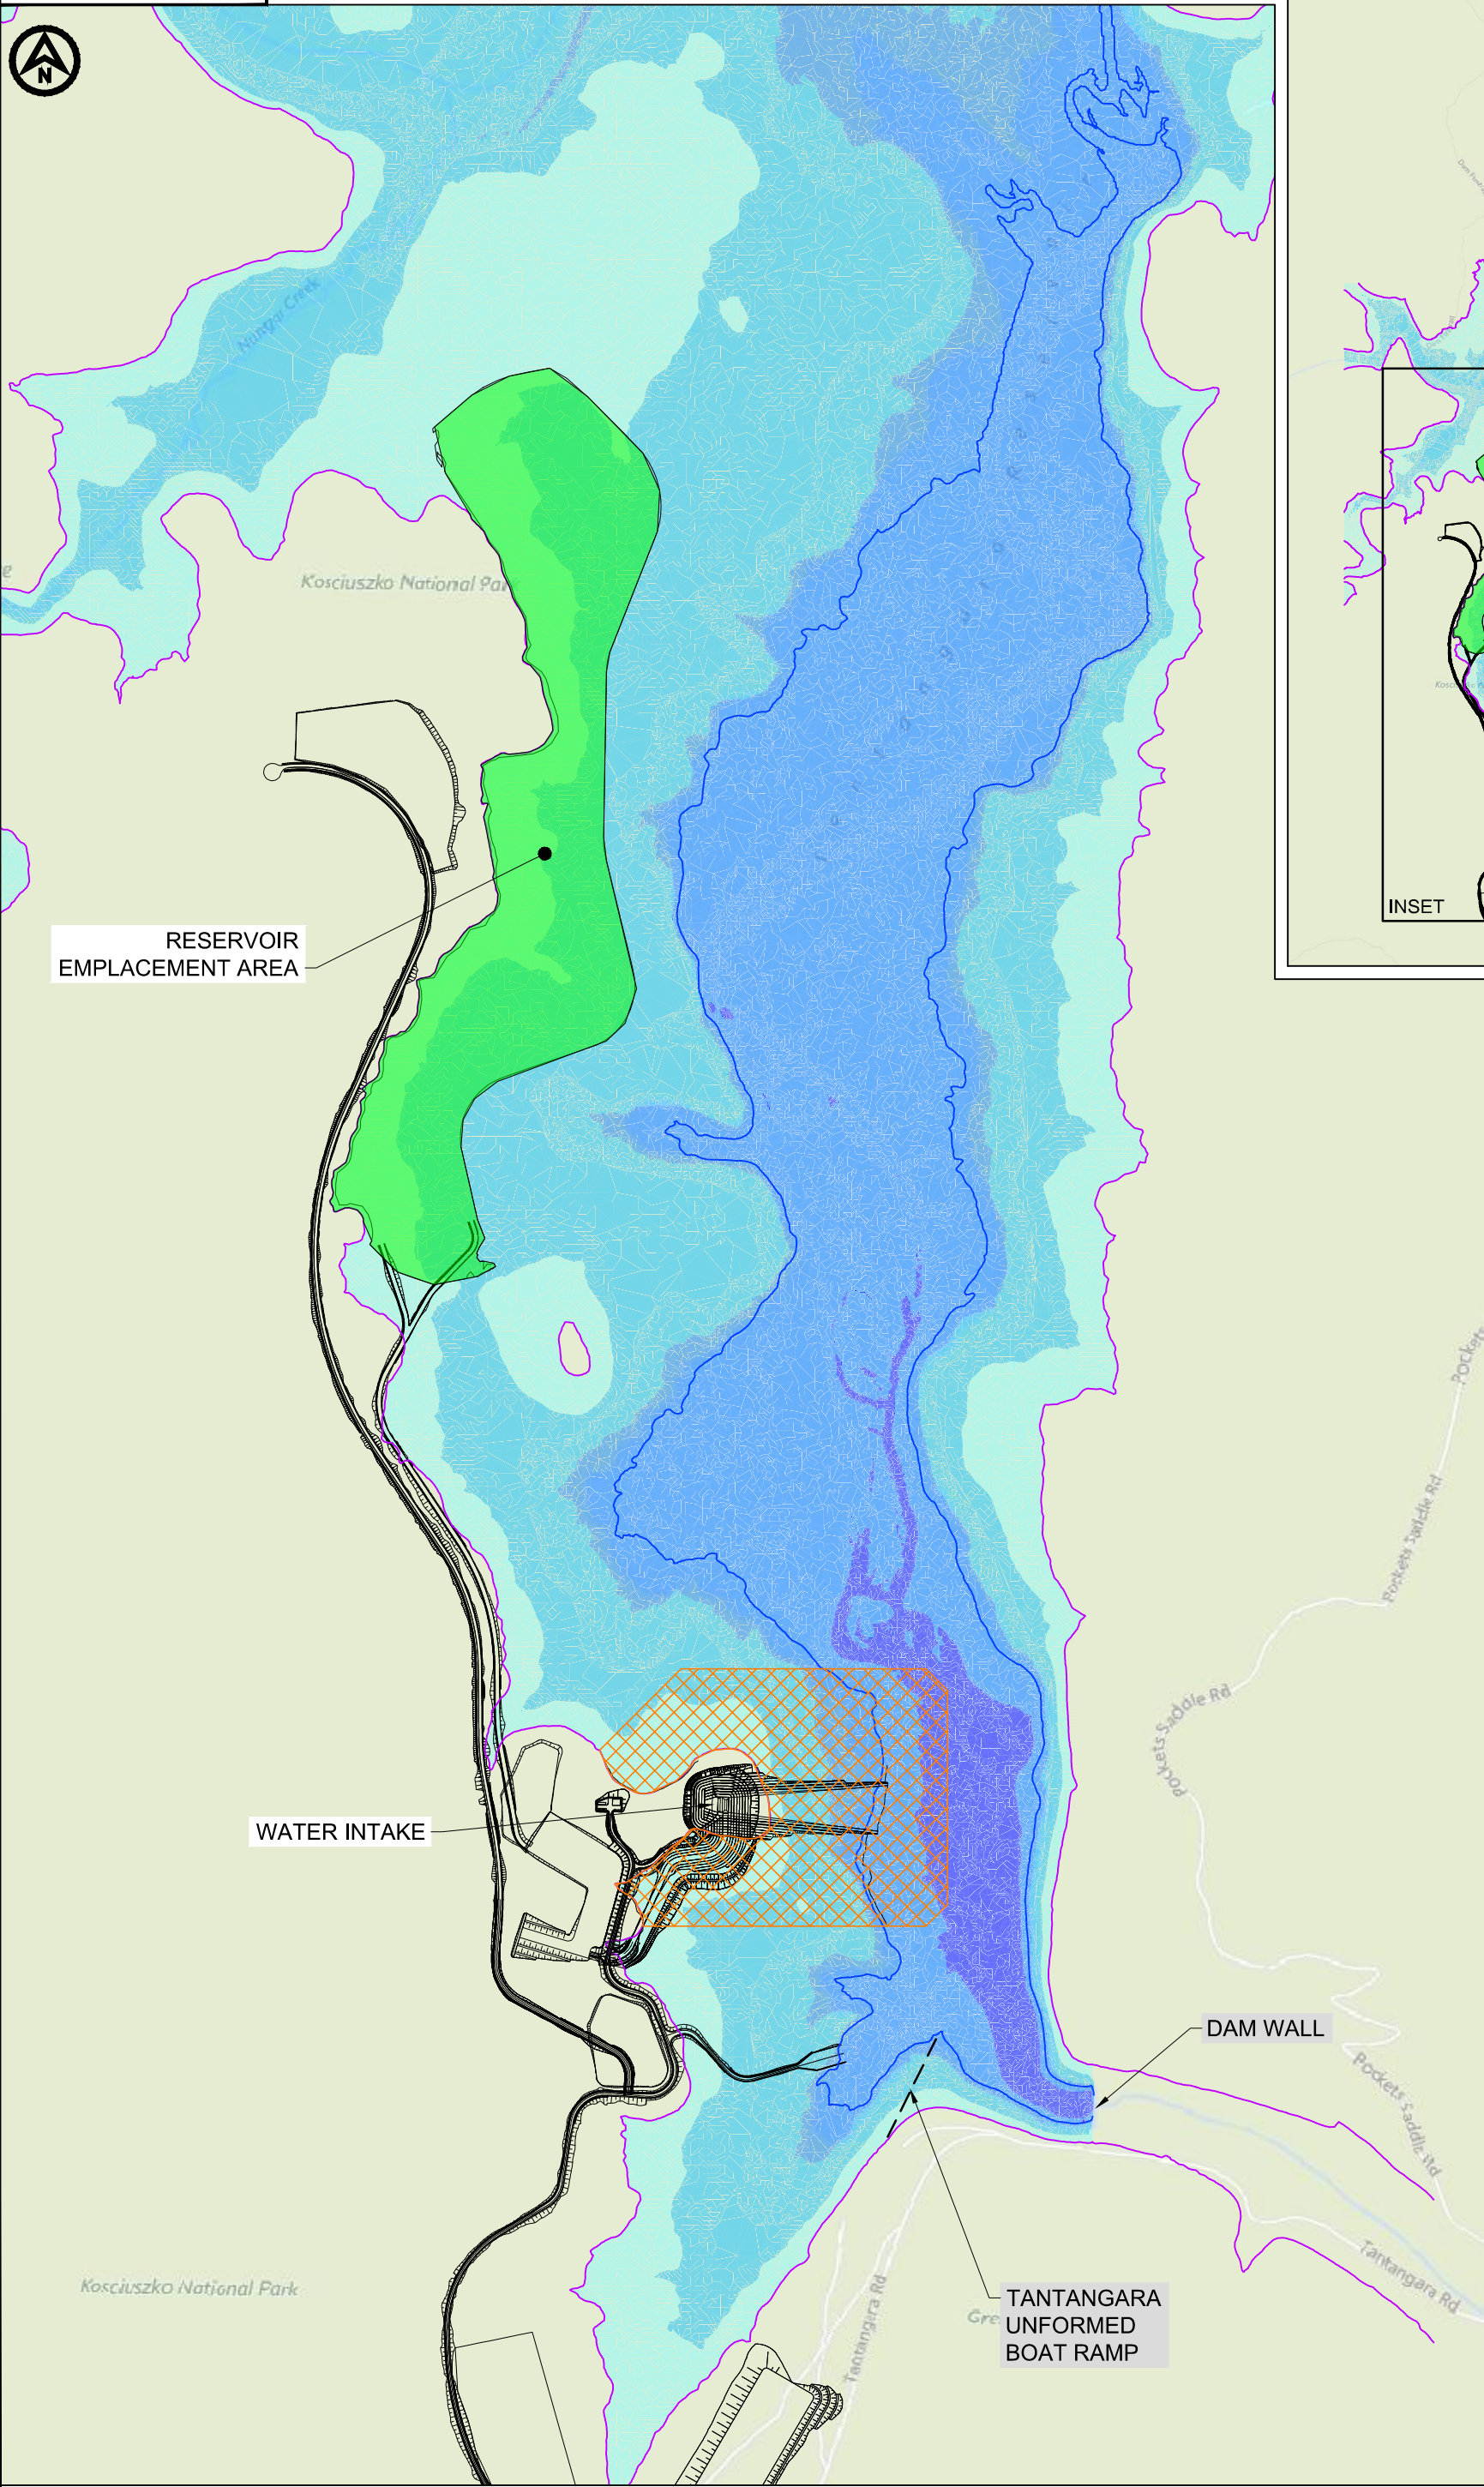 N
Nungar Creek
Kosciuszko National Par
INSET
RESERVOIR
EMPLACEMENT AREA
Pockets Saddle Rd
Pockets Saddle Rd
WATER INTAKE
DAM WALL
Pockets Saddle Rd
Tantangara Rd
Kosciuszko National Park
Tantangara Rd
TANTANGARA
UNFORMED
BOAT RAMP